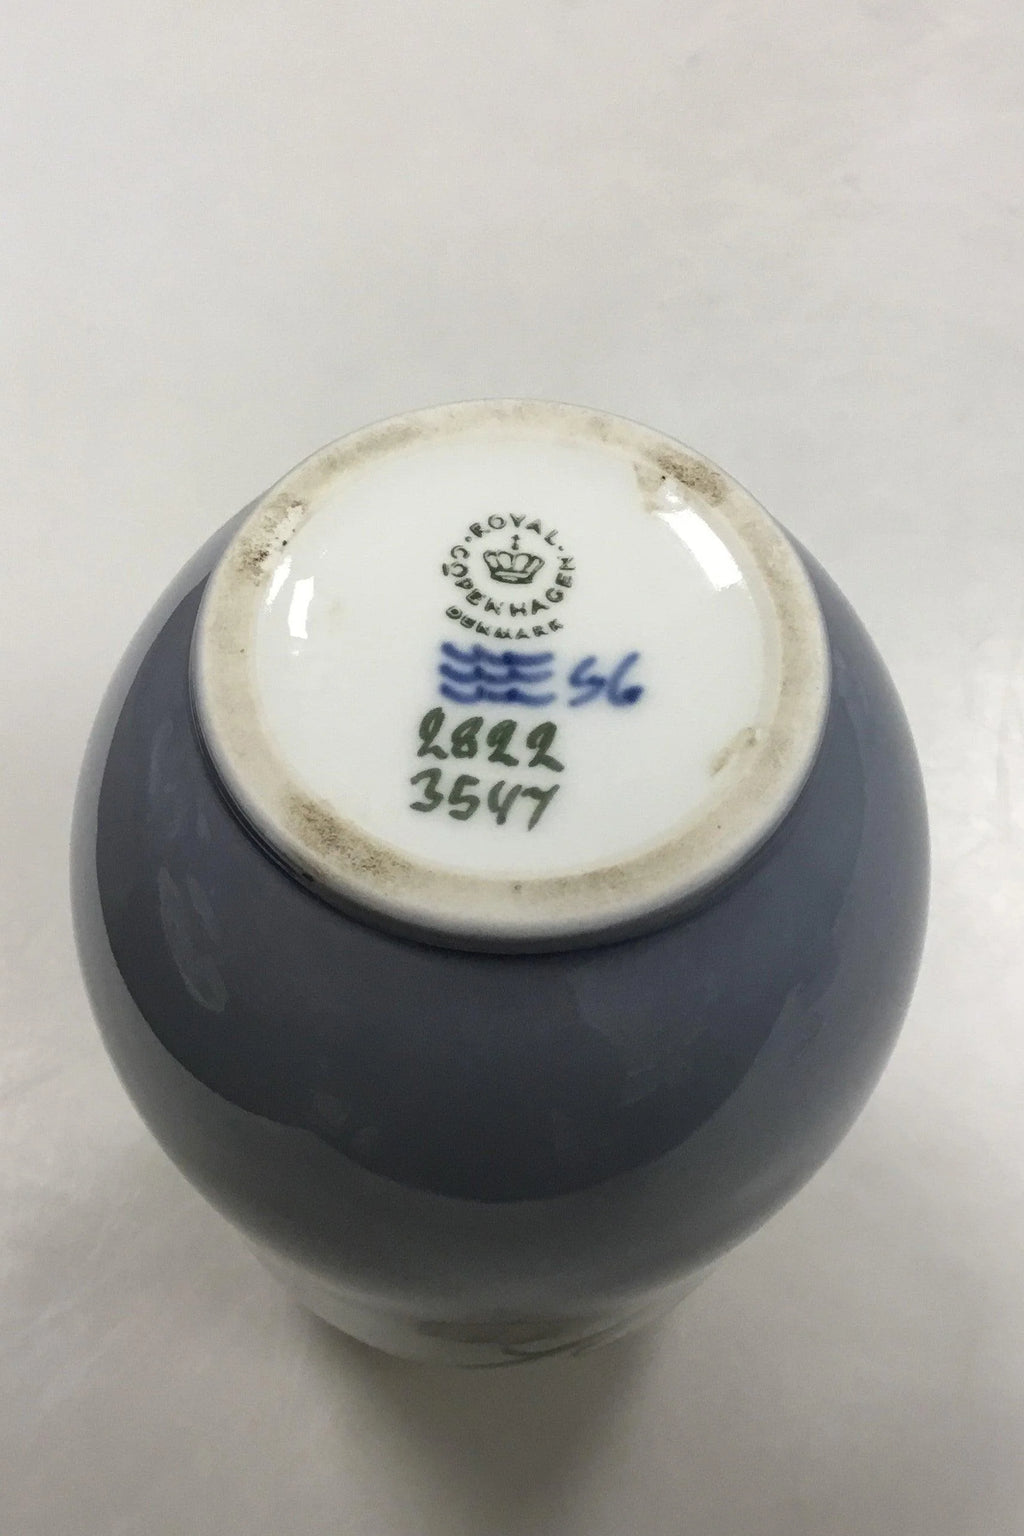 ROYAL
COPENHAGEN
DENMARK
56
2822
3547